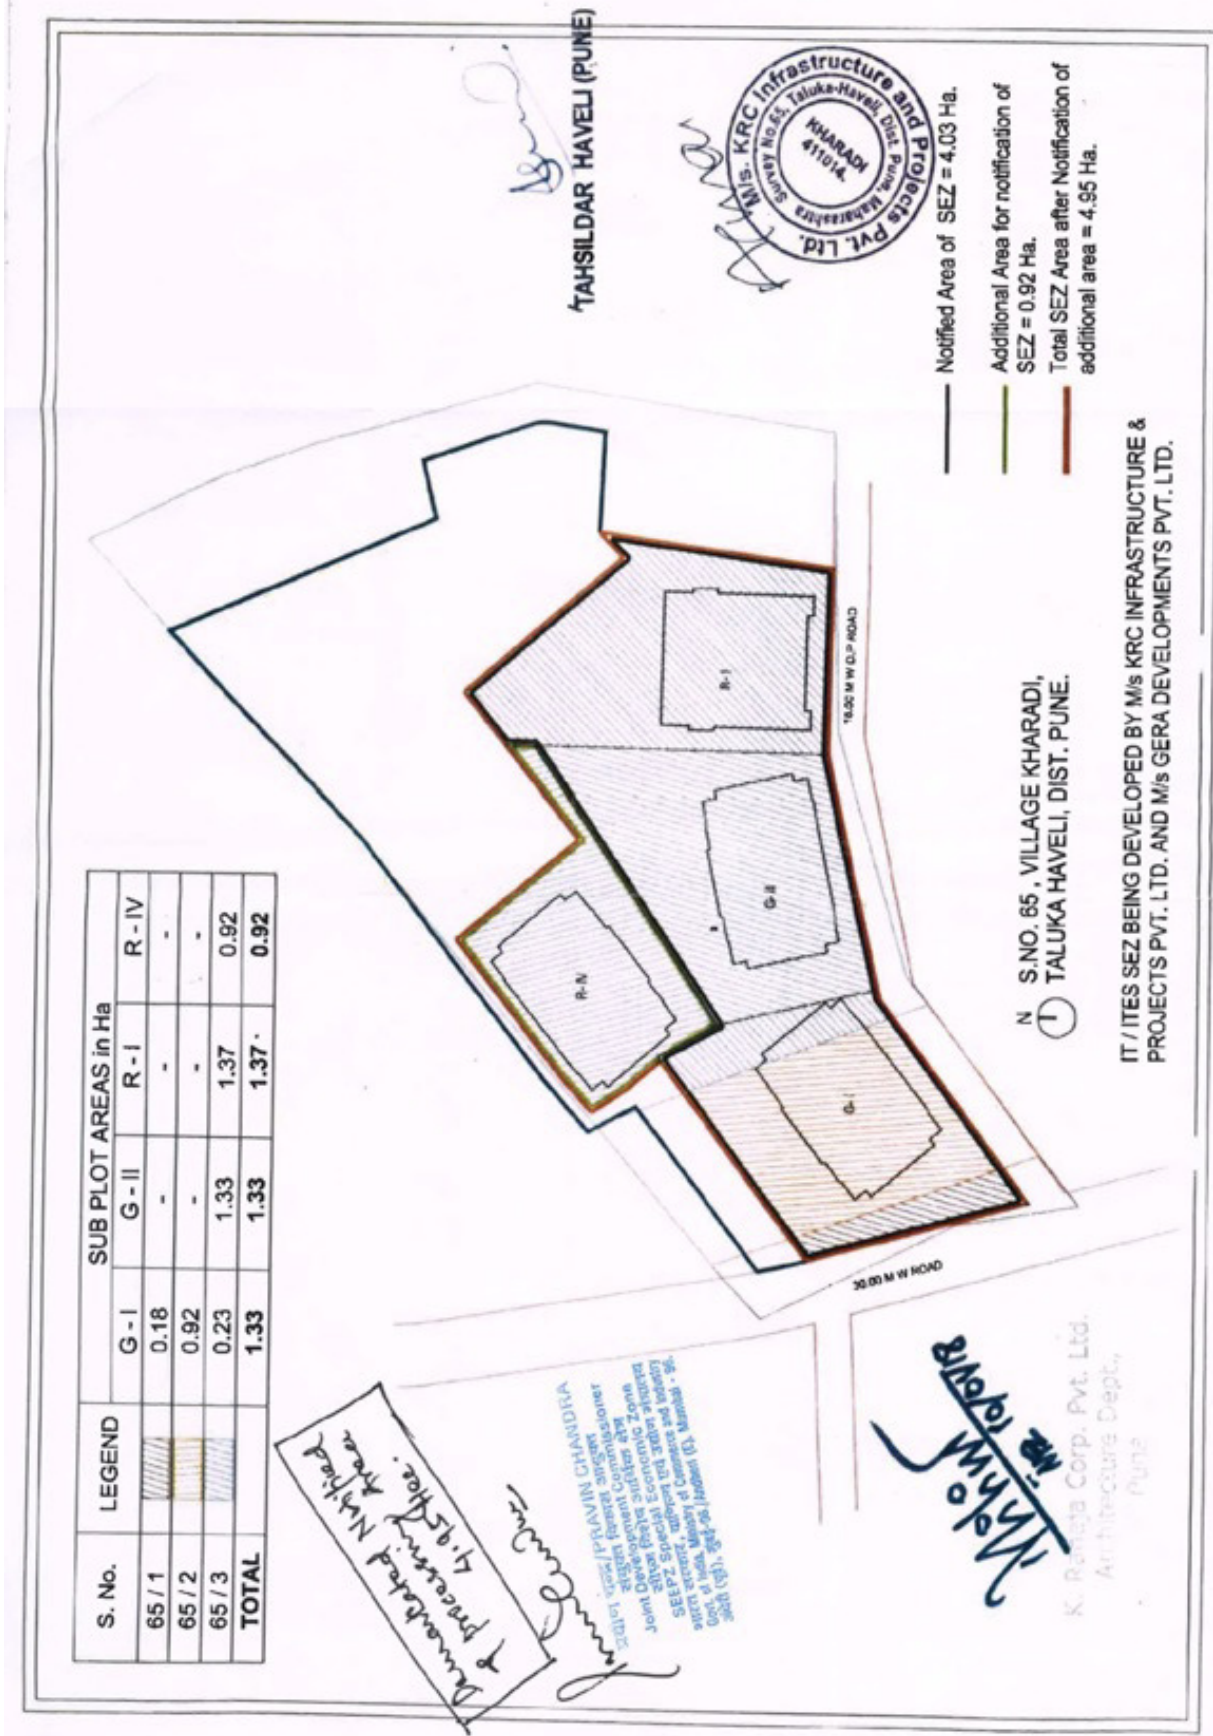 S. No.
LEGEND
SUB PLOT AREAS in Ha
G - I
G - II
R - I
R - IV
65 / 1
0.18
-
-
-
65 / 2
0.92
-
-
-
65 / 3
0.23
1.33
1.37
0.92
TOTAL
1.33
1.33
1.37
0.92
TAHSILDAR HAVELI (PUNE)
M/s. KRC Infrastructure and Projects Pvt. Ltd.
Survey No.65, Taluka-Haveli, Dist. Pune, Maharashtra
KHARADI
411014.
R-IV
R-I
G-II
G-I
18.00 M W D.P ROAD
30.00 M W ROAD
Notified Area of SEZ = 4.03 Ha.
Additional Area for notification of
SEZ = 0.92 Ha.
Total SEZ Area after Notification of
additional area = 4.95 Ha.
N
S.NO. 65 , VILLAGE KHARADI,
TALUKA HAVELI, DIST. PUNE.
IT / ITES SEZ BEING DEVELOPED BY M/s KRC INFRASTRUCTURE &
PROJECTS PVT. LTD. AND M/s GERA DEVELOPMENTS PVT. LTD.
Demarcated Notified
& processing Area
4.95 Hec.
PRAVIN CHANDRA
Joint Development Commissioner
SEEPZ Special Economic Zone
Govt. of India, Ministry of Commerce and Industry
K. Raheja Corp. Pvt. Ltd.
Architecture Dept.,
Pune